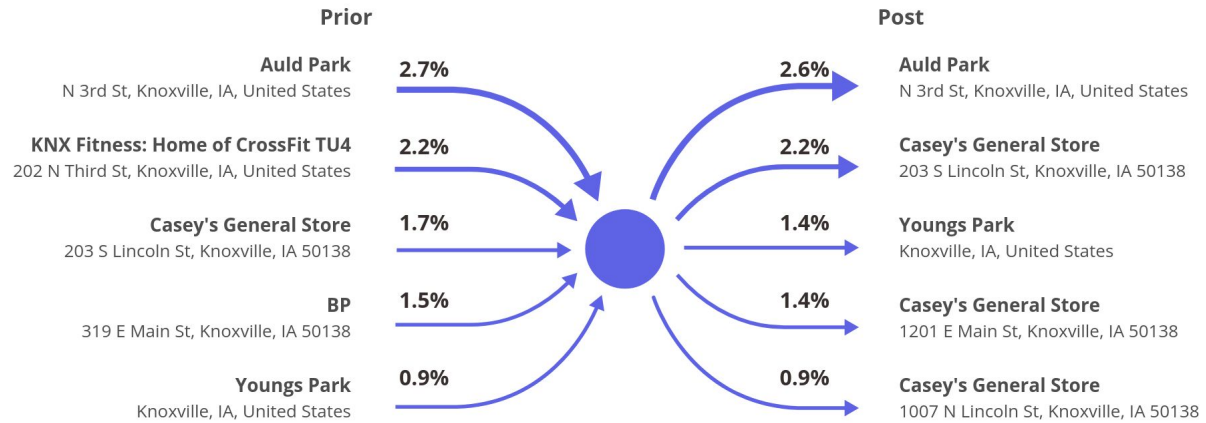 Prior
Post
Auld Park
N 3rd St, Knoxville, IA, United States
2.7%
2.6%
Auld Park
N 3rd St, Knoxville, IA, United States
KNX Fitness: Home of CrossFit TU4
202 N Third St, Knoxville, IA, United States
2.2%
2.2%
Casey's General Store
203 S Lincoln St, Knoxville, IA 50138
Casey's General Store
203 S Lincoln St, Knoxville, IA 50138
1.7%
1.4%
Youngs Park
Knoxville, IA, United States
BP
319 E Main St, Knoxville, IA 50138
1.5%
1.4%
Casey's General Store
1201 E Main St, Knoxville, IA 50138
Youngs Park
Knoxville, IA, United States
0.9%
0.9%
Casey's General Store
1007 N Lincoln St, Knoxville, IA 50138